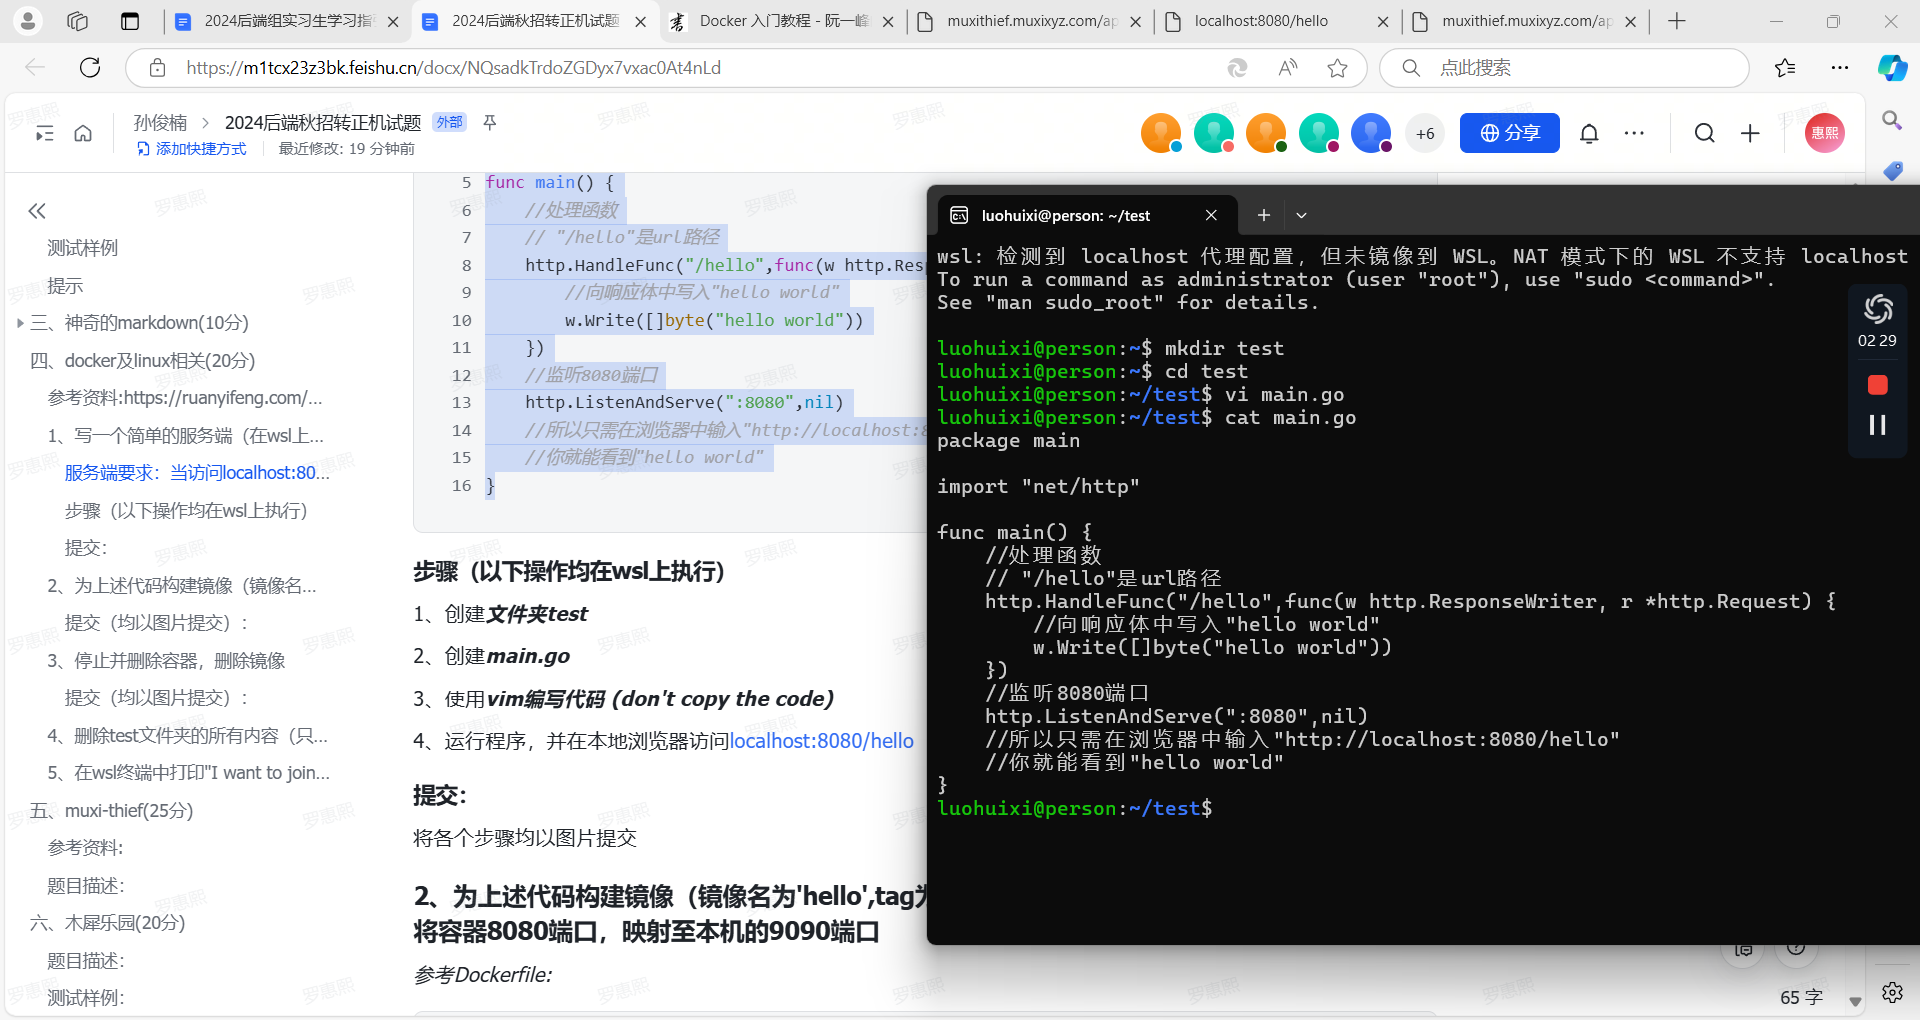 2024后端组实习生学习指
2024后端秋招转正机试题
Docker 入门教程 - 阮一峰
muxithief.muxixyz.com/ap
localhost:8080/hello
muxithief.muxixyz.com/ap
https://m1tcx23z3bk.feishu.cn/docx/NQsadkTrdoZGDyx7vxac0At4nLd
点此搜索
孙俊楠
2024后端秋招转正机试题
外部
添加快捷方式
最近修改: 19 分钟前
+6
分享
惠熙
测试样例
提示
三、神奇的markdown(10分)
四、docker及linux相关(20分)
参考资料:https://ruanyifeng.com/...
1、写一个简单的服务端（在wsl上...
服务端要求：当访问localhost:80...
步骤（以下操作均在wsl上执行）
提交：
2、为上述代码构建镜像（镜像名...
提交（均以图片提交）:
3、停止并删除容器，删除镜像
提交（均以图片提交）:
4、删除test文件夹的所有内容（只...
5、在wsl终端中打印"I want to join...
五、muxi-thief(25分)
参考资料:
题目描述:
六、木犀乐园(20分)
题目描述:
测试样例:
5 func main() {
6 //处理函数
7 // "/hello"是url路径
8 http.HandleFunc("/hello",func(w http.Res
9 //向响应体中写入"hello world"
10 w.Write([]byte("hello world"))
11 })
12 //监听8080端口
13 http.ListenAndServe(":8080",nil)
14 //所以只需在浏览器中输入"http://localhost:8
15 //你就能看到"hello world"
16 }
步骤（以下操作均在wsl上执行）
1、创建文件夹test
2、创建main.go
3、使用vim编写代码 (don't copy the code)
4、运行程序，并在本地浏览器访问localhost:8080/hello
提交：
将各个步骤均以图片提交
2、为上述代码构建镜像（镜像名为'hello',tag为
将容器8080端口，映射至本机的9090端口
参考Dockerfile:
65 字
luohuixi@person: ~/test
wsl: 检测到 localhost 代理配置，但未镜像到 WSL。NAT 模式下的 WSL 不支持 localhost
To run a command as administrator (user "root"), use "sudo <command>".
See "man sudo_root" for details.
luohuixi@person:~$ mkdir test
luohuixi@person:~$ cd test
luohuixi@person:~/test$ vi main.go
luohuixi@person:~/test$ cat main.go
package main
import "net/http"
func main() {
//处理函数
// "/hello"是url路径
http.HandleFunc("/hello",func(w http.ResponseWriter, r *http.Request) {
//向响应体中写入"hello world"
w.Write([]byte("hello world"))
})
//监听8080端口
http.ListenAndServe(":8080",nil)
//所以只需在浏览器中输入"http://localhost:8080/hello"
//你就能看到"hello world"
}
luohuixi@person:~/test$
02 29
罗惠熙